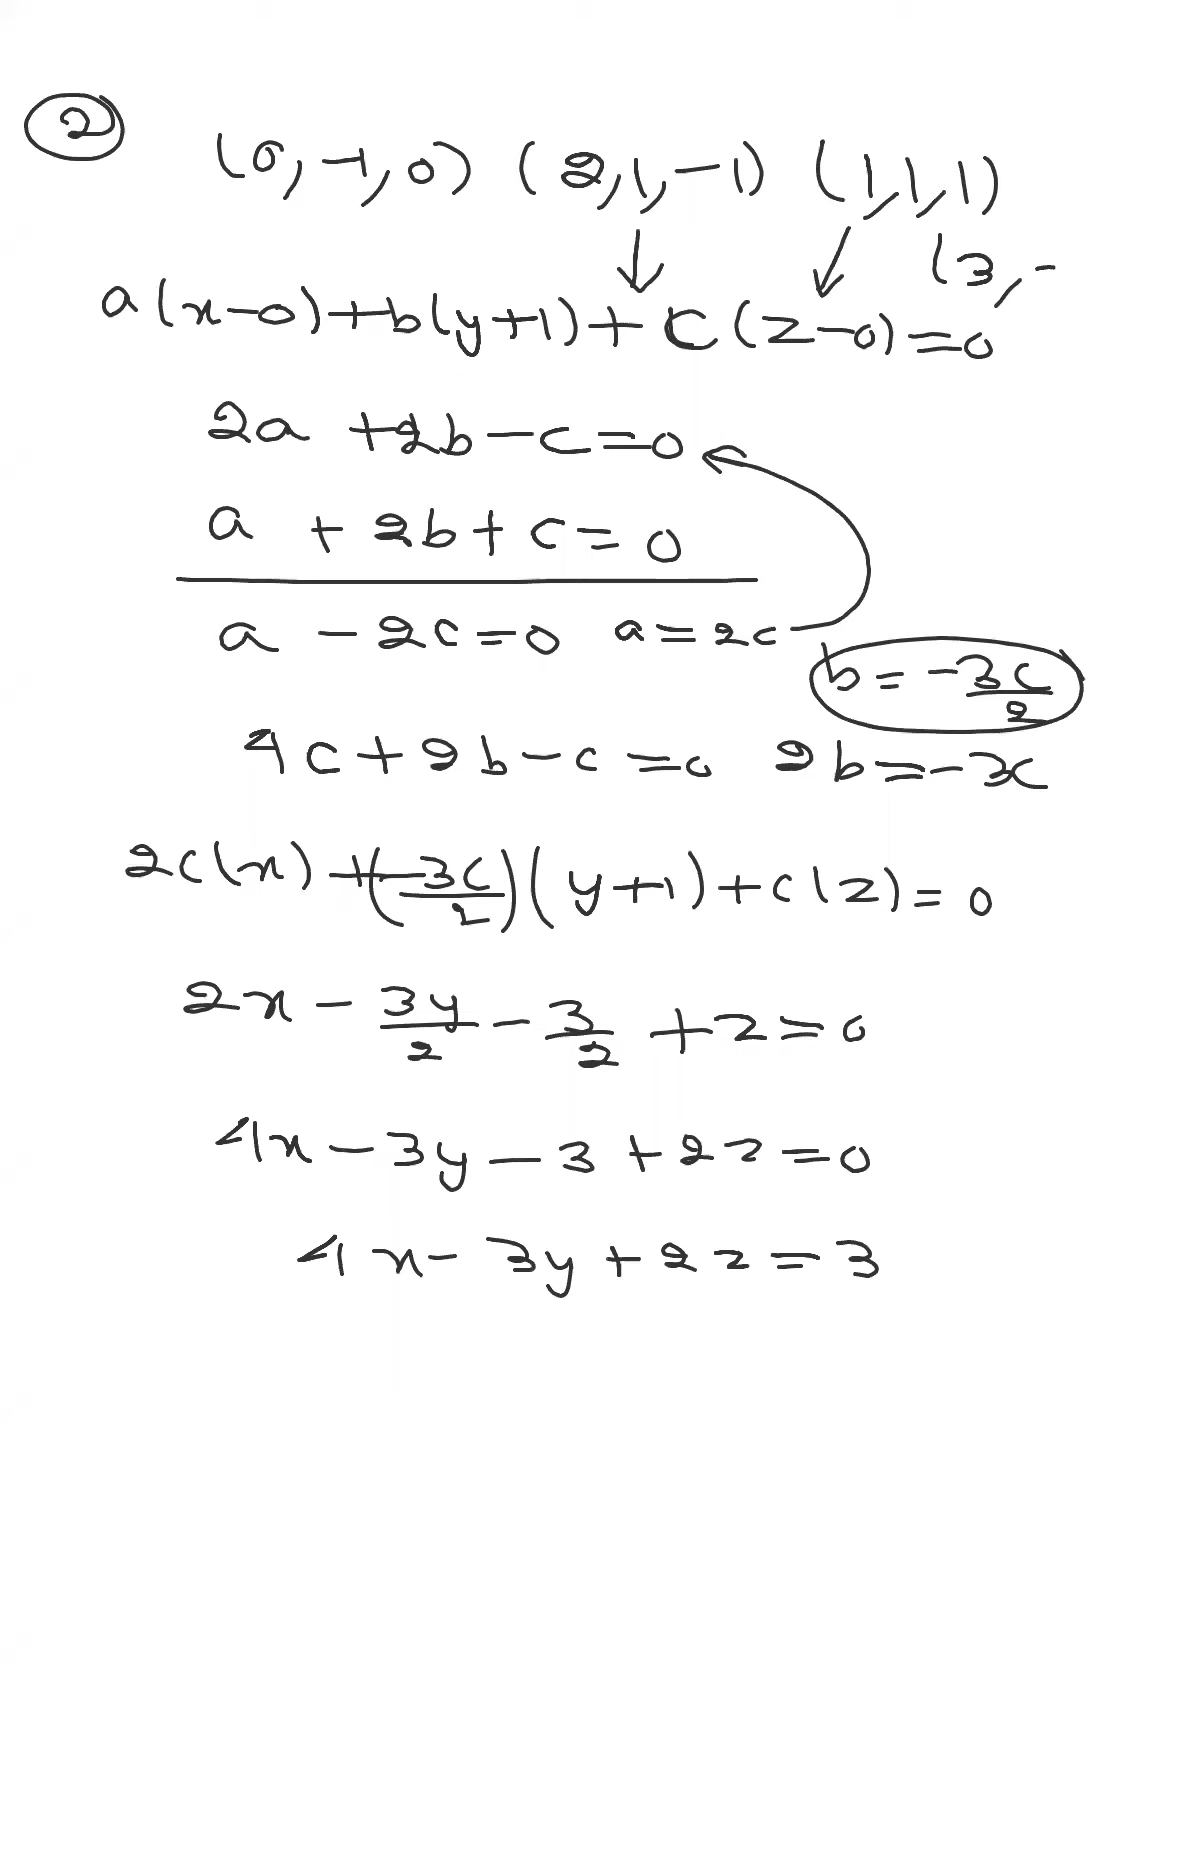 ②
(0, -1, 0) (2, 1, -1) (1, 1, 1)
↓ ↙ (3, -
a(x-0)+b(y+1)+C(z-0)=0
2a +2b-c=0
a + 2b+c=0
a - 2c=0 a=2c
b = -3c/2
4c+2b-c=0 2b=-3c
2c(x)+(-3c/2)(y+1)+c(z)=0
2x - 3y/2 - 3/2 +z=0
4x-3y-3+2z=0
4x-3y+2z=3